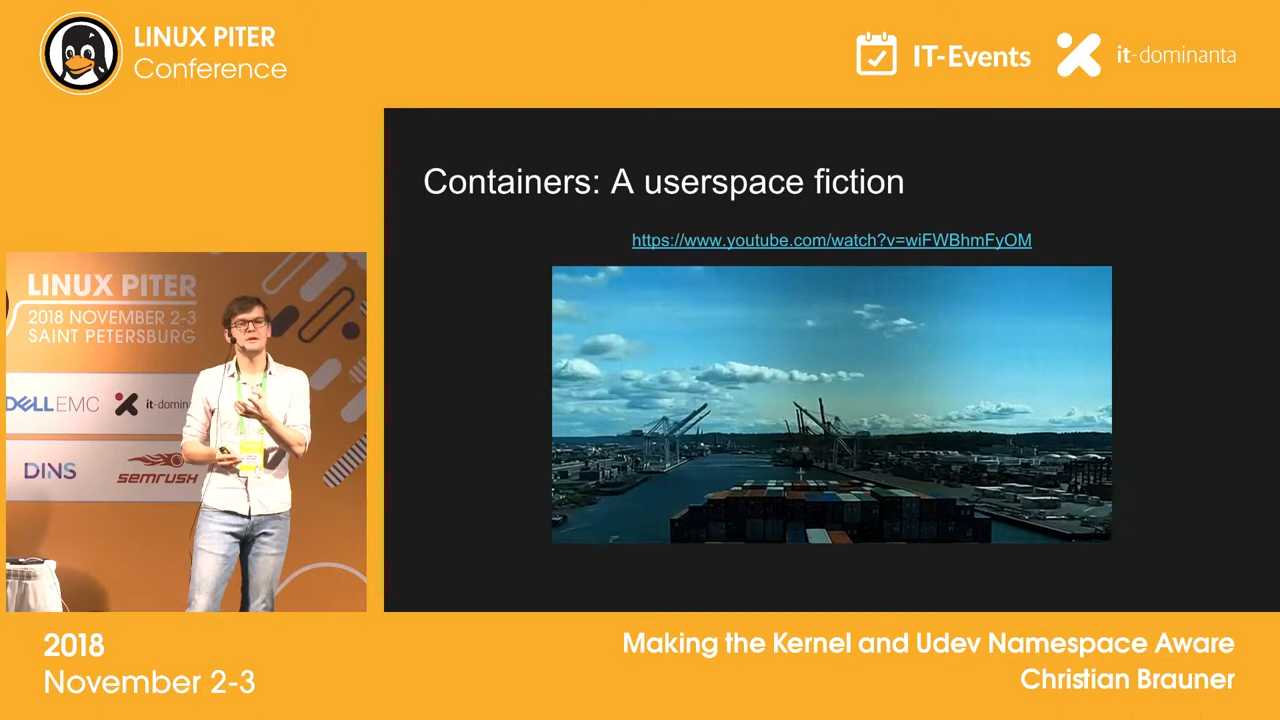 LINUX PITER
Conference
IT-Events
it-dominanta
Containers: A userspace fiction
https://www.youtube.com/watch?v=wiFWBhmFyOM
LINUX PITER
2018 NOVEMBER 2-3
SAINT PETERSBURG
DELL EMC
it-domin
DINS
semrush
2018
November 2-3
Making the Kernel and Udev Namespace Aware
Christian Brauner